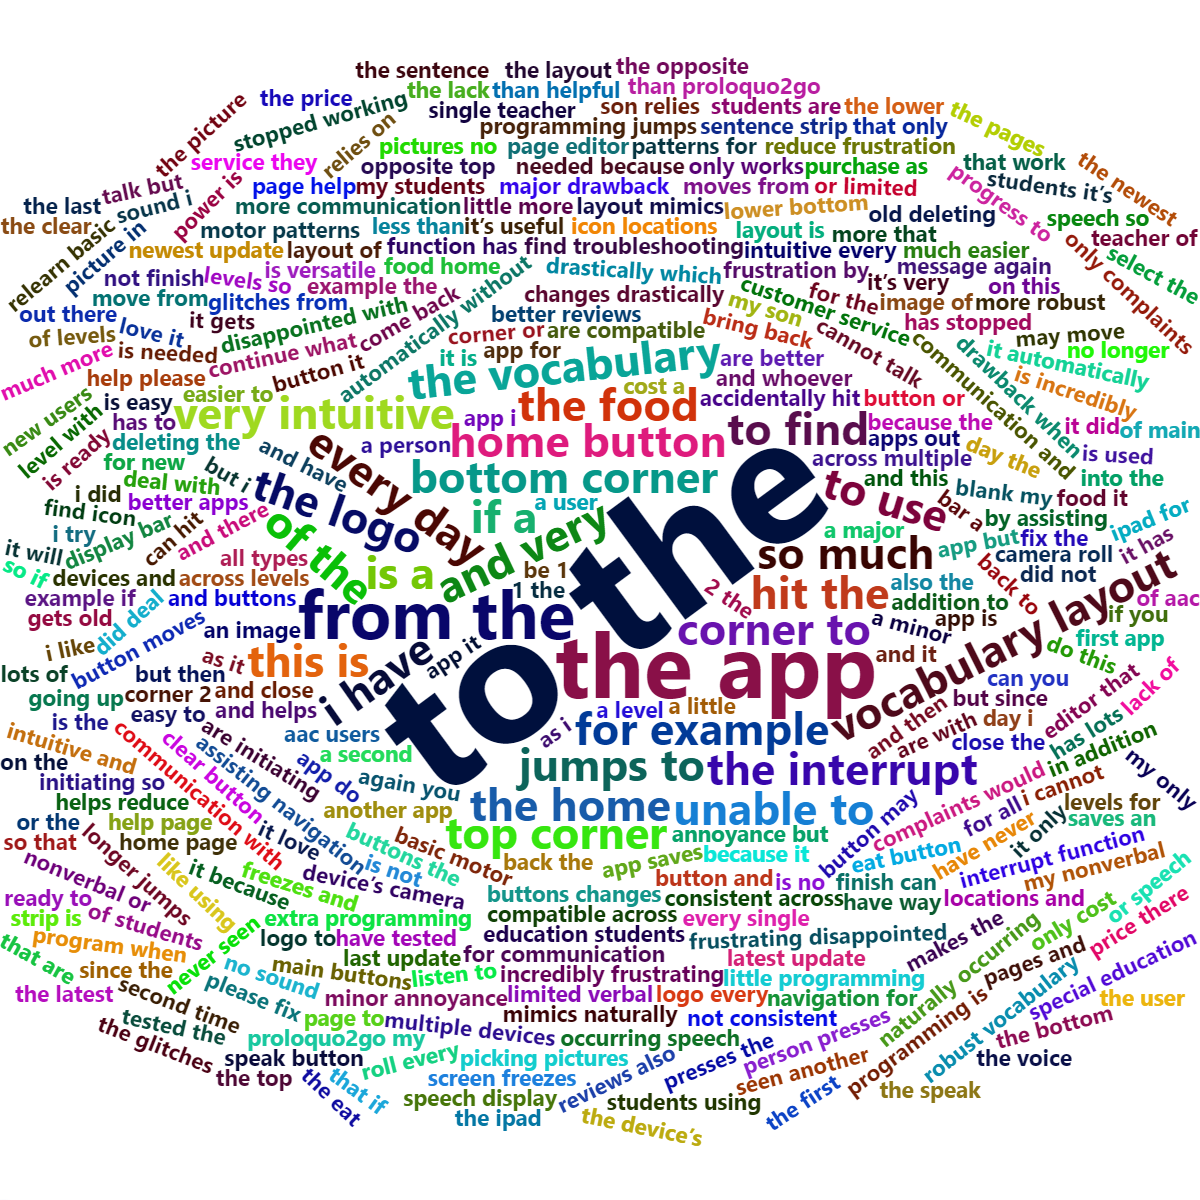 the sentence
the layout
the opposite
the picture
the price
stopped working
the lack
than helpful
than proloquo2go
single teacher
son relies
students are
the lower
the pages
relies on
programming jumps
sentence strip
that only
service they
pictures no
page editor
patterns for
reduce frustration
the newest
talk but
power is
opposite top
needed because
only works
purchase as
that work
students it's
page help
my students
major drawback
moves from
or limited
progress to
the last
sound i
more communication
little more
layout mimics
lower bottom
old deleting
speech so
the clear
picture in
motor patterns
less than
it's useful
icon locations
layout is
more that
teacher of
relearn basic
newest update
layout of
function has
find troubleshooting
intuitive every
much easier
only complaints
select the
not finish
levels so
is versatile
food home
automatically without
drastically which
frustration by
message again
move from
glitches from
example the
changes drastically
my son
customer service
for the
it's very
on this
image of
more robust
out there
love it
it gets
disappointed with
come back
better reviews
bring back
cannot talk
has stopped
may move
of levels
is needed
continue what
button it
corner or
are compatible
communication and
drawback when
it automatically
no longer
much more
help please
easier to
it is
app for
the vocabulary
cost a
are better
and whoever
is incredibly
new users
is easy
very intuitive
app i
the food
accidentally hit
button or
level with
has to
every day
a person
home button
to find
because the
apps out
it did
of main
is ready
deleting the
and have
across multiple
day the
is used
for new
but i
the logo
bottom corner
the
to use
and this
blank my
into the
i did
deal with
better apps
of the
if a
a user
bar a
food it
find icon
can hit
and very
a major
by assisting
ipad for
i try
display bar
and there
so much
app but
fix the
it has
it will
all types
is a
be 1
camera roll
so if
devices and
across levels
1 the
2 the
hit the
also the
back to
did not
example if
and buttons
from the
addition to
vocabulary layout
of aac
gets old
did deal
an image
to
corner to
a minor
app is
if you
i like
button moves
as it
this is
i have
app it
the app
and it
do this
first app
lots of
but then
can you
going up
corner 2
and close
a level
a little
and then
but since
editor that
lack of
is the
easy to
and helps
as i
for example
are with
day i
intuitive and
communication with
clear button
are initiating
aac users
a second
close the
has lots
in addition
on the
assisting navigation
app do
jumps to
the interrupt
my only
initiating so
again you
complaints would
i cannot
helps reduce
another app
the home
unable to
button may
for all
levels for
or the
help page
it love
buttons the
basic motor
top corner
annoyance but
it only
saves an
so that
longer jumps
home page
is not
back the
app saves
because it
eat button
have never
interrupt function
nonverbal or
like using
it because
freezes and
device's camera
button and
is no
finish can
my nonverbal
ready to
buttons changes
consistent across
have way
locations and
or speech
strip is
of students
extra programming
compatible across
every single
only cost
price there
that are
program when
ever seen
logo to
have tested
education students
frustrating disappointed
makes the
naturally occurring
since the
no sound
last update
for communication
latest update
pages and
special education
the latest
second time
please fix
main buttons
listen to
incredibly frustrating
little programming
minor annoyance
limited verbal
logo every
navigation for
programming is
robust vocabulary
the user
tested the
page to
multiple devices
mimics naturally
not consistent
the bottom
the glitches
proloquo2go my
occurring speech
person presses
speak button
roll every
picking pictures
presses the
seen another
the voice
the top
the eat
that if
screen freezes
reviews also
the first
the speak
speech display
students using
the ipad
the device's